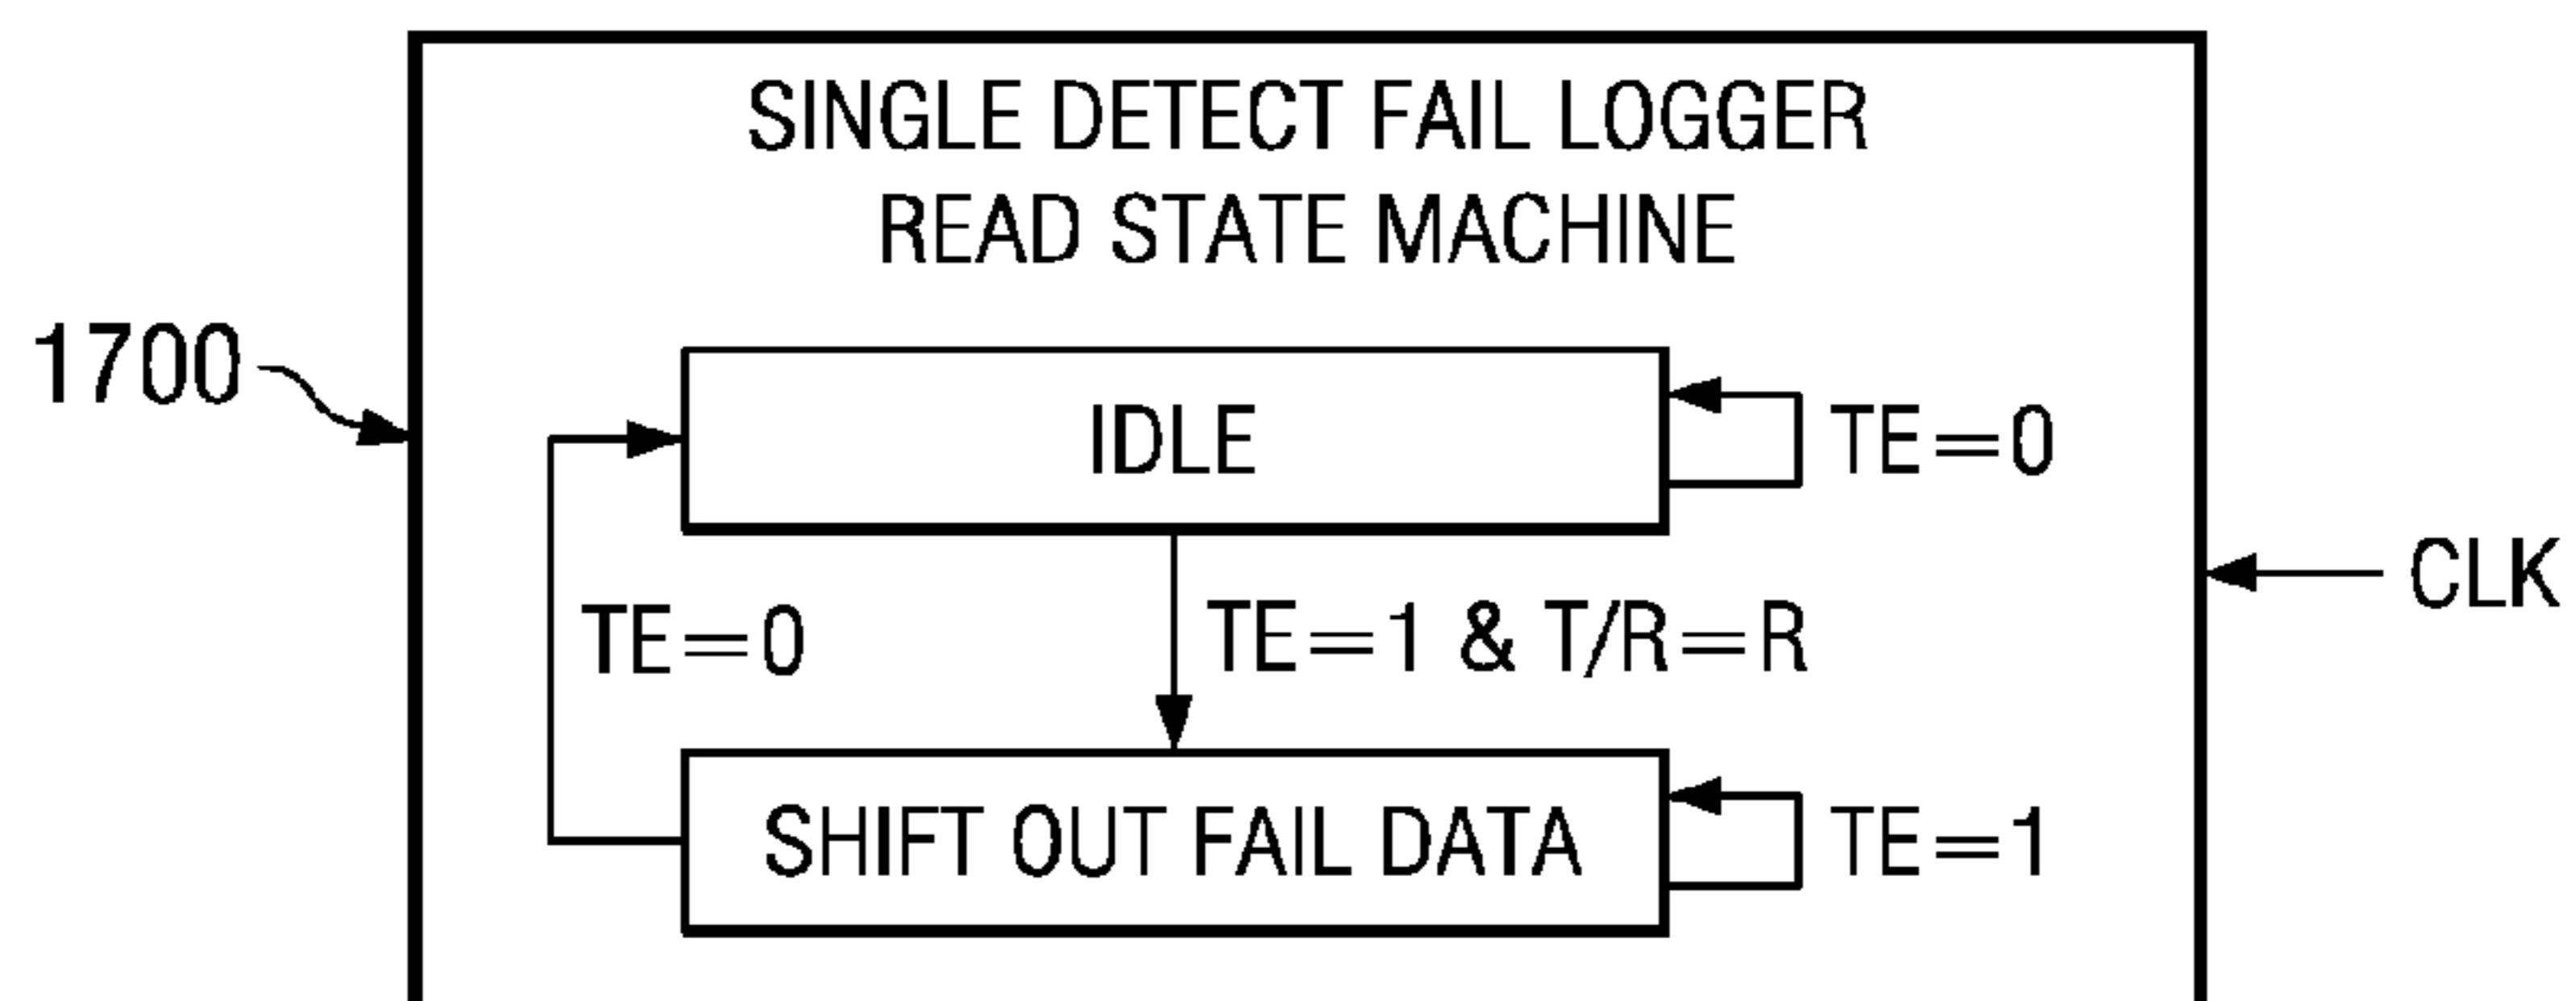 SINGLE DETECT FAIL LOGGER
READ STATE MACHINE
1700
IDLE
TE=0
CLK
TE=0
TE=1 & T/R=R
SHIFT OUT FAIL DATA
TE=1